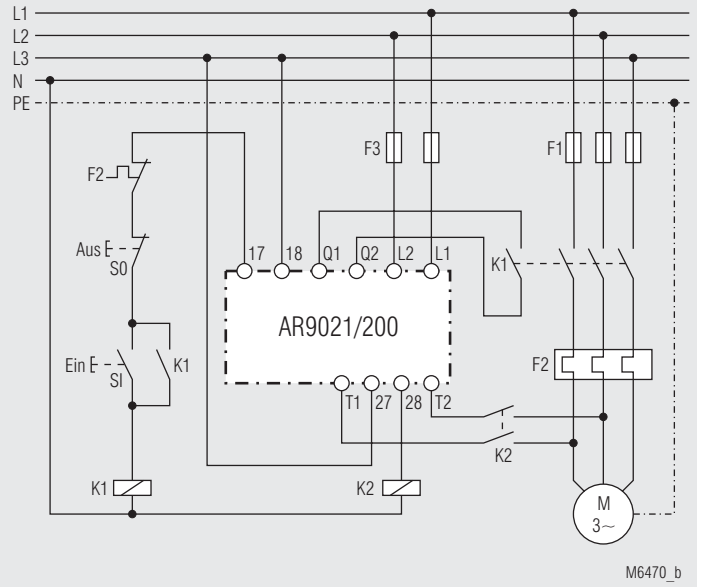 L1
L2
L3
N
PE
F3
F1
F2
Aus
S0
17
18
Q1
Q2
L2
L1
K1
AR9021/200
Ein
SI
K1
F2
T1
27
28
T2
K2
K1
K2
M
3~
M6470_b